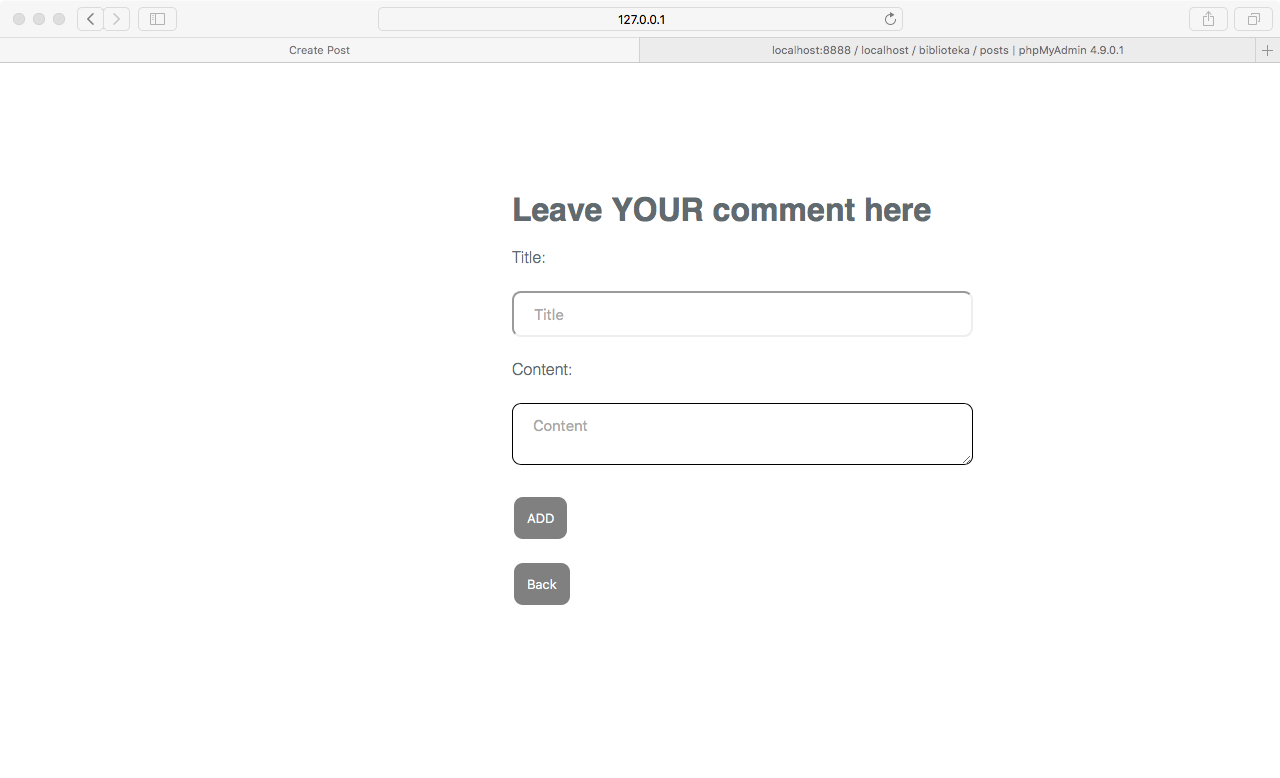 127.0.0.1
Create Post
localhost:8888 / localhost / biblioteka / posts | phpMyAdmin 4.9.0.1
Leave YOUR comment here
Title:
Title
Content:
Content
ADD
Back